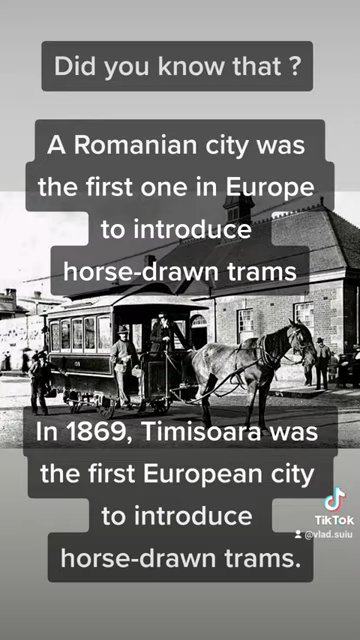 Did you know that ?
A Romanian city was
the first one in Europe
to introduce
horse-drawn trams
In 1869, Timisoara was
the first European city
to introduce
horse-drawn trams.
TikTok
@vlad.suiu